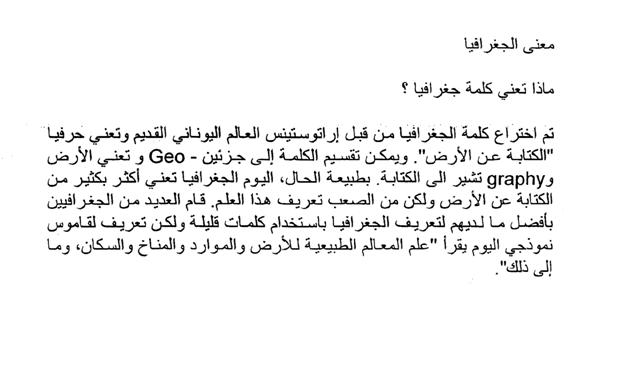 معنى الجغرافيا
ماذا تعني كلمة جغرافيا ؟
تم اختراع كلمة الجغرافيا من قبل إراتوستينس العالم اليوناني القديم وتعني حرفيا
"الكتابة عن الأرض". ويمكن تقسيم الكلمة إلى جزئين - Geo و تعني الأرض
وgraphy تشير الى الكتابة. بطبيعة الحال، اليوم الجغرافيا تعني أكثر بكثير من
الكتابة عن الأرض ولكن من الصعب تعريف هذا العلم. قام العديد من الجغرافيين
بأفضل ما لديهم لتعريف الجغرافيا باستخدام كلمات قليلة ولكن تعريف لقاموس
نموذجي اليوم يقرأ "علم المعالم الطبيعية للأرض والموارد والمناخ والسكان، وما
إلى ذلك".